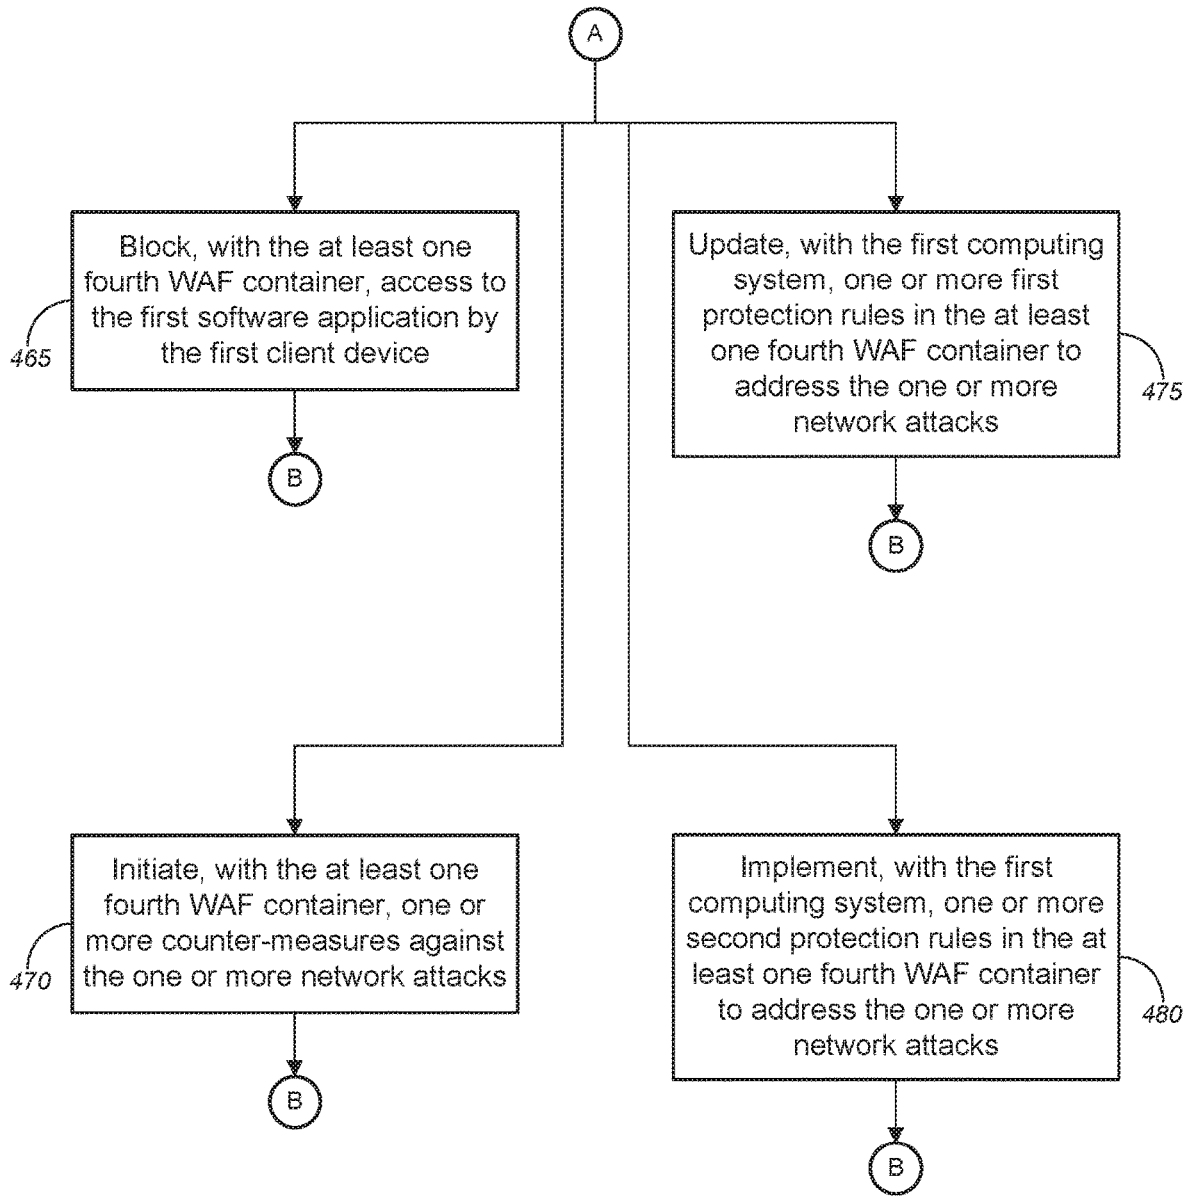 A
Block, with the at least one
fourth WAF container, access to
the first software application by
the first client device
465
B
Update, with the first computing
system, one or more first
protection rules in the at least
one fourth WAF container to
address the one or more
network attacks
475
B
Initiate, with the at least one
fourth WAF container, one or
more counter-measures against
the one or more network attacks
470
B
Implement, with the first
computing system, one or more
second protection rules in the at
least one fourth WAF container
to address the one or more
network attacks
480
B